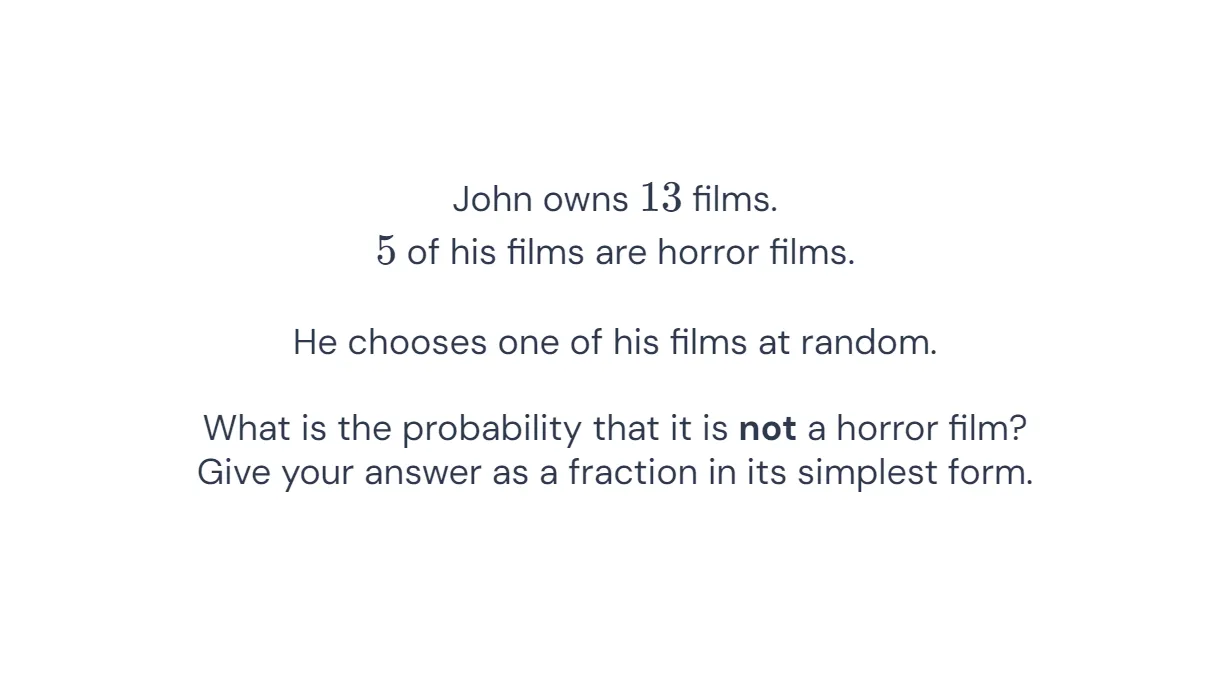 John owns 13 films.
5 of his films are horror films.
He chooses one of his films at random.
What is the probability that it is not a horror film?
Give your answer as a fraction in its simplest form.